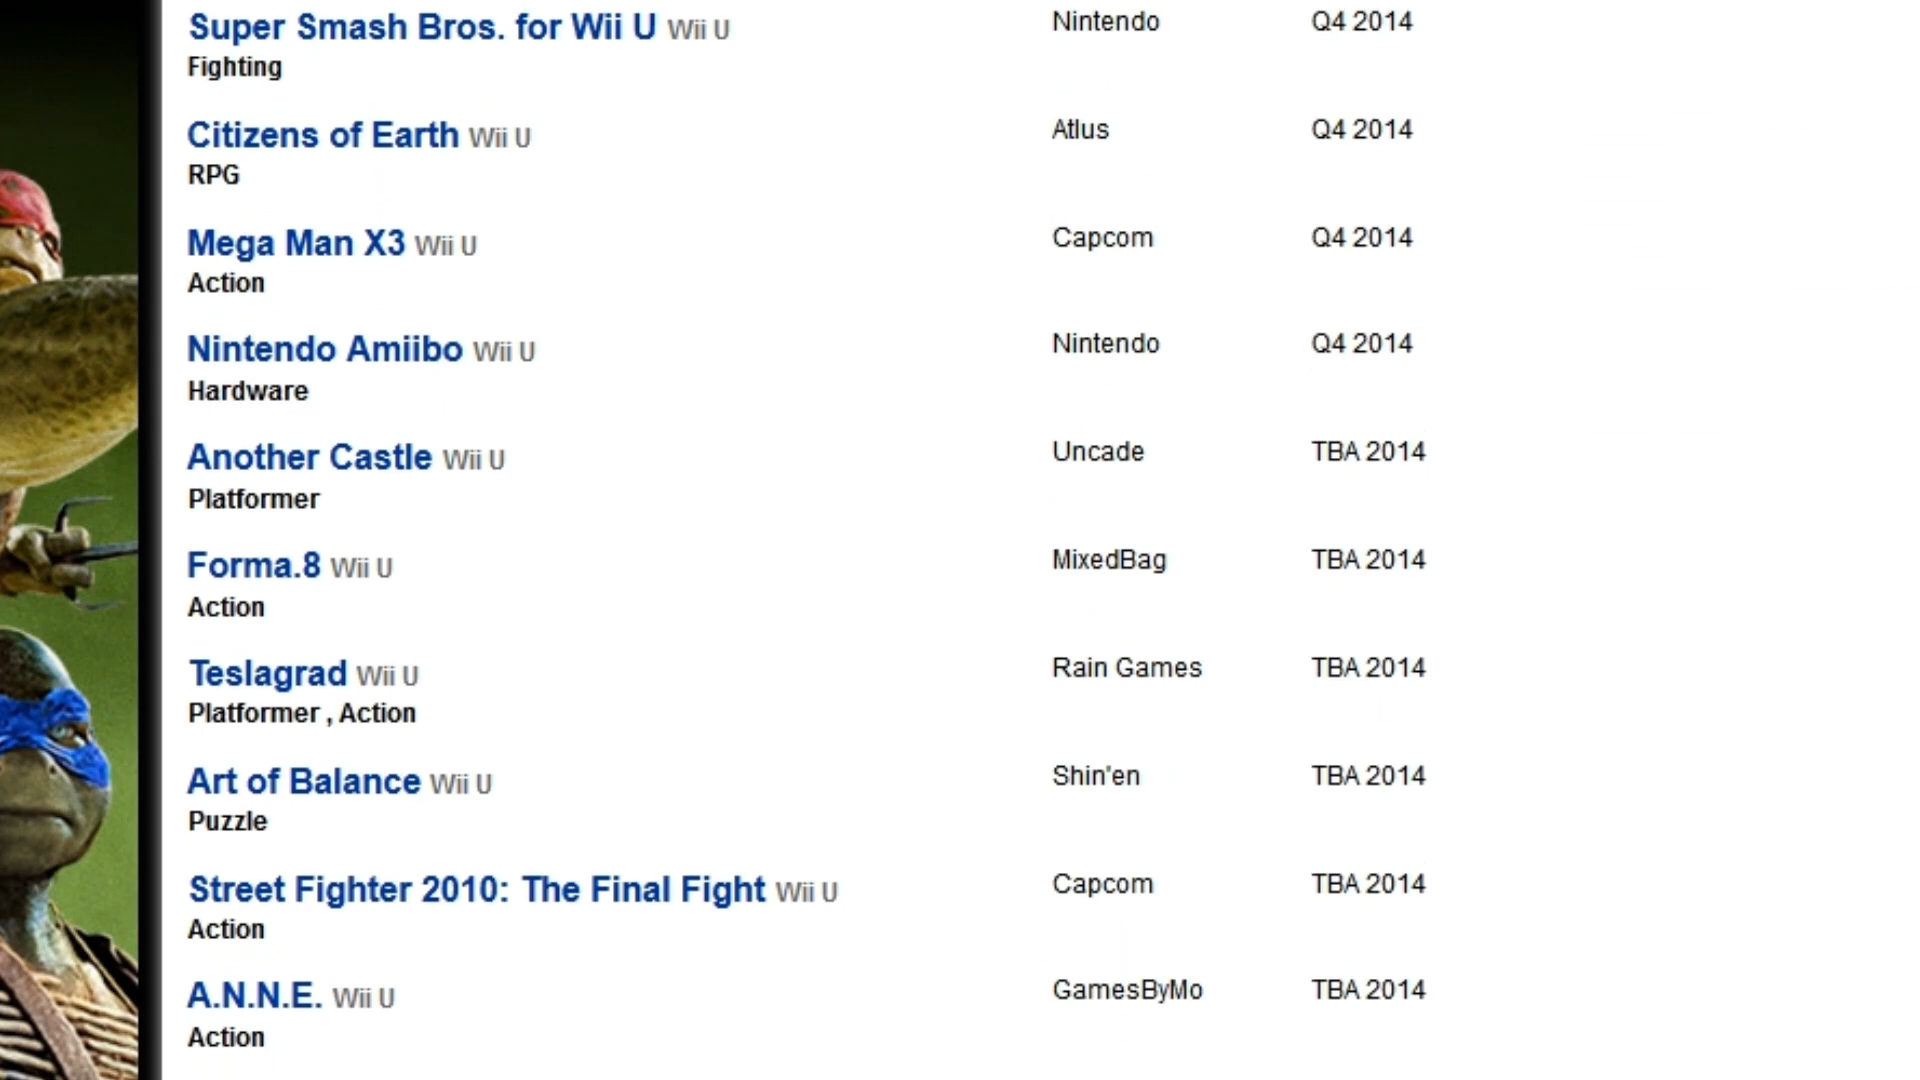 Super Smash Bros. for Wii U Wii U Nintendo Q4 2014
Fighting
Citizens of Earth Wii U Atlus Q4 2014
RPG
Mega Man X3 Wii U Capcom Q4 2014
Action
Nintendo Amiibo Wii U Nintendo Q4 2014
Hardware
Another Castle Wii U Uncade TBA 2014
Platformer
Forma.8 Wii U MixedBag TBA 2014
Action
Teslagrad Wii U Rain Games TBA 2014
Platformer , Action
Art of Balance Wii U Shin'en TBA 2014
Puzzle
Street Fighter 2010: The Final Fight Wii U Capcom TBA 2014
Action
A.N.N.E. Wii U GamesByMo TBA 2014
Action